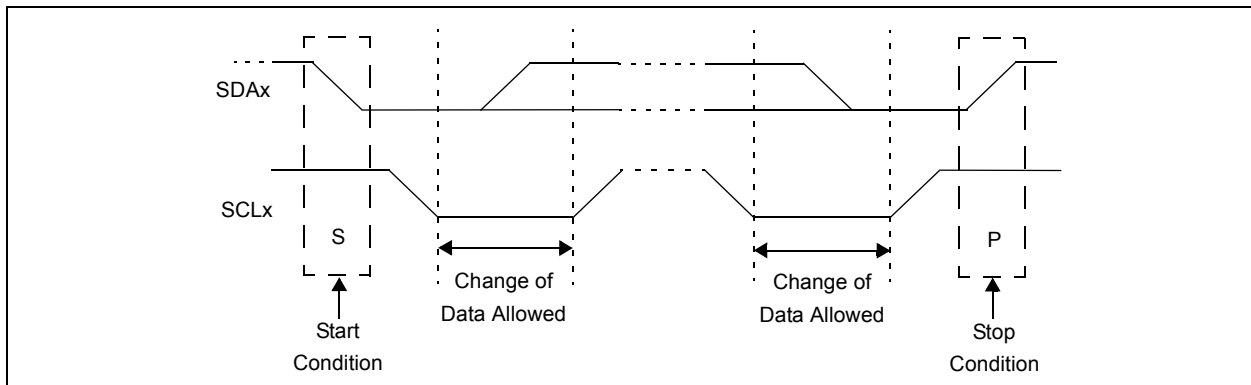 SDAx
SCLx
S
P
Change of
Data Allowed
Change of
Data Allowed
Start
Condition
Stop
Condition